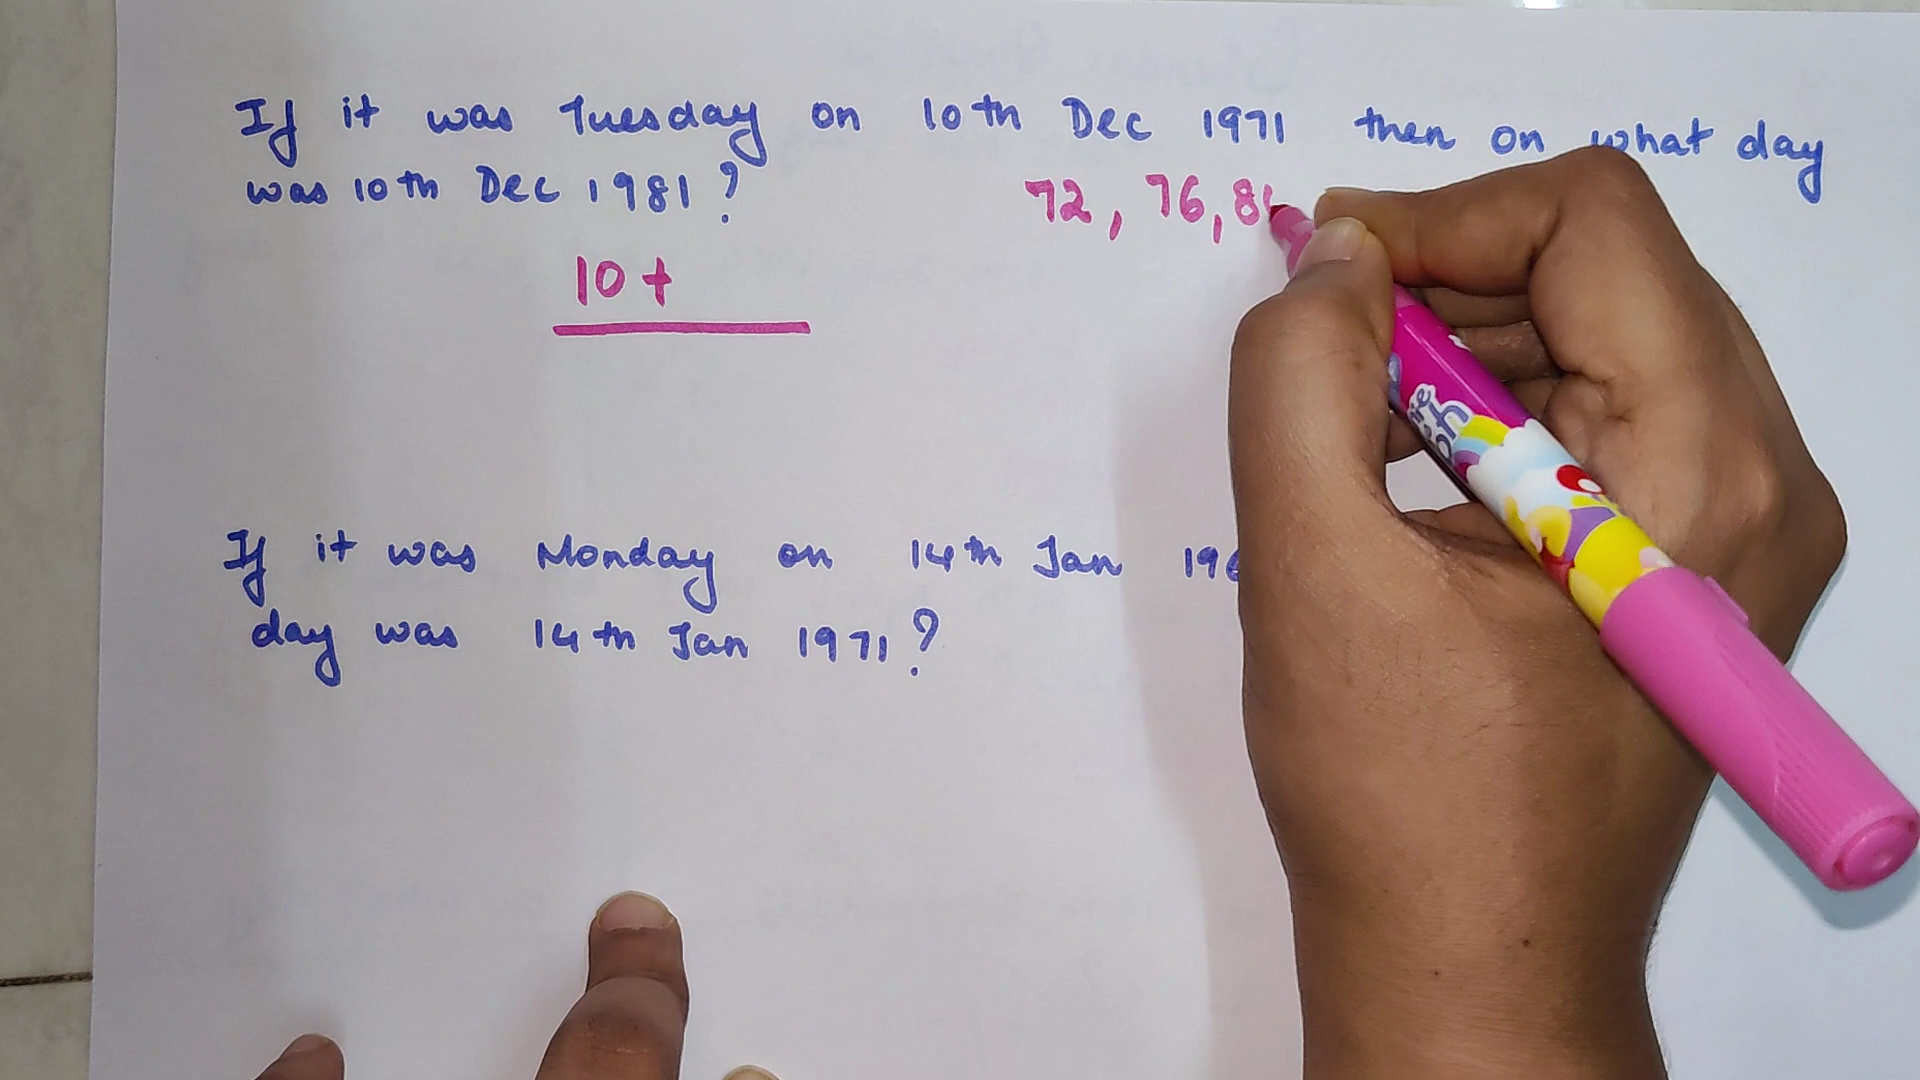 If it was Tuesday on 10th Dec 1971 then on what day
was 10th Dec 1981?
72, 76, 8
10 +
If it was Monday on 14th Jan 19
day was 14th Jan 1971?